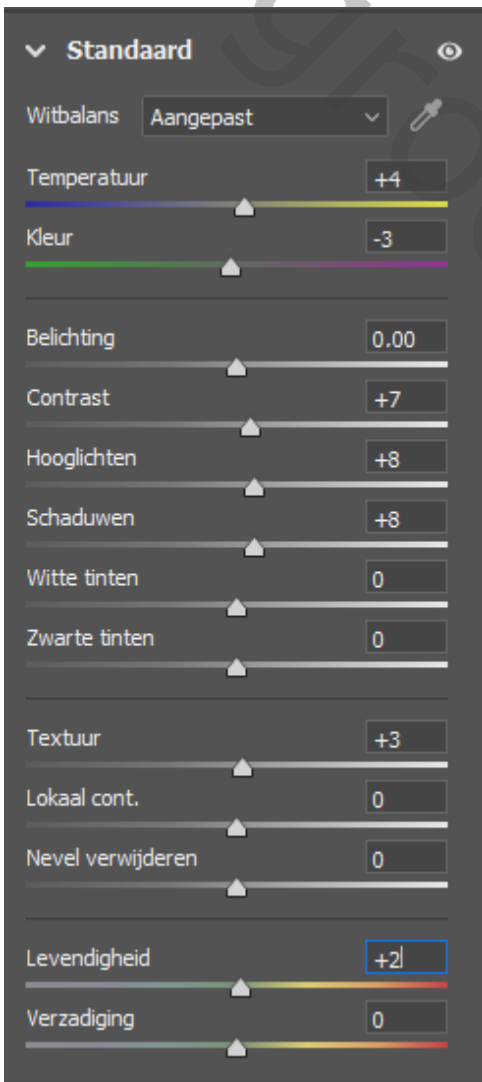 Standaard
Witbalans Aangepast
Temperatuur +4
Kleur -3
Belichting 0.00
Contrast +7
Hooglichten +8
Schaduwen +8
Witte tinten 0
Zwarte tinten 0
Textuur +3
Lokaal cont. 0
Nevel verwijderen 0
Levendigheid +2
Verzadiging 0